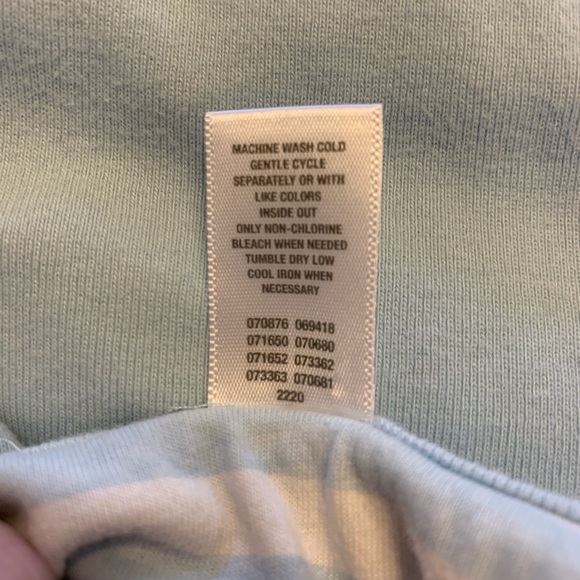 MACHINE WASH COLD
GENTLE CYCLE
SEPARATELY OR WITH
LIKE COLORS
INSIDE OUT
ONLY NON-CHLORINE
BLEACH WHEN NEEDED
TUMBLE DRY LOW
COOL IRON WHEN
NECESSARY
070876 069418
071650 070680
071652 073362
073363 070681
2220